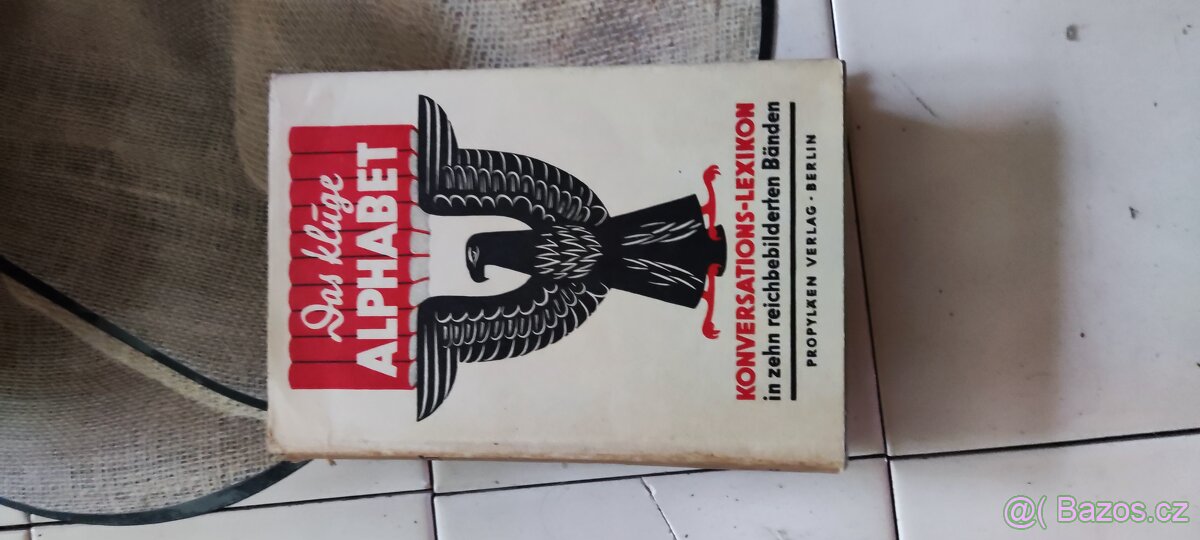 Das kluge
ALPHABET
KONVERSATIONS-LEXIKON
in zehn reichbebilderten Bänden
PROPYLÄEN VERLAG · BERLIN
@( Bazos.cz